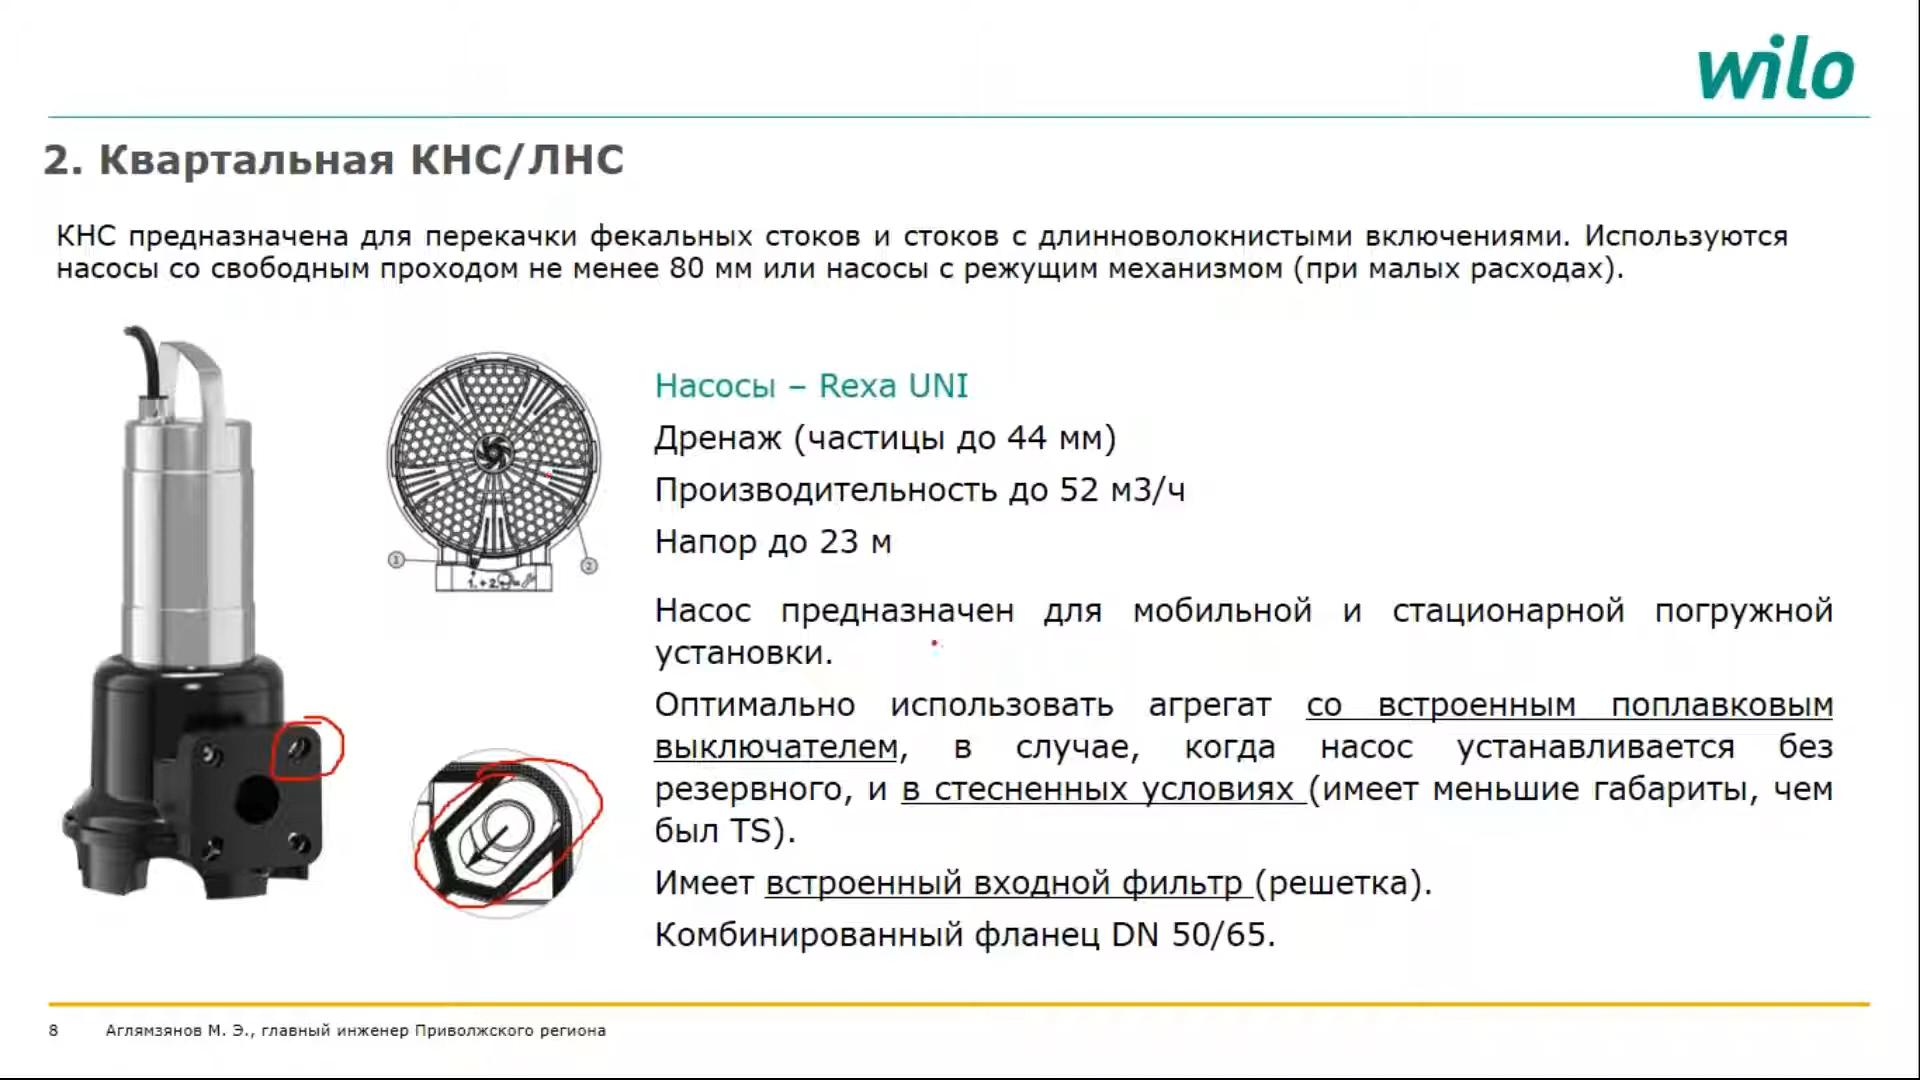 wilo
2. Квартальная КНС/ЛНС
КНС предназначена для перекачки фекальных стоков и стоков с длинноволокнистыми включениями. Используются
насосы со свободным проходом не менее 80 мм или насосы с режущим механизмом (при малых расходах).
Насосы – Rexa UNI
Дренаж (частицы до 44 мм)
Производительность до 52 м3/ч
Напор до 23 м
1
2
1. + 2.
Насос предназначен для мобильной и стационарной погружной
установки.
Оптимально использовать агрегат со встроенным поплавковым
выключателем, в случае, когда насос устанавливается без
резервного, и в стесненных условиях (имеет меньшие габариты, чем
был TS).
Имеет встроенный входной фильтр (решетка).
Комбинированный фланец DN 50/65.
8 Аглямзянов М. Э., главный инженер Приволжского региона